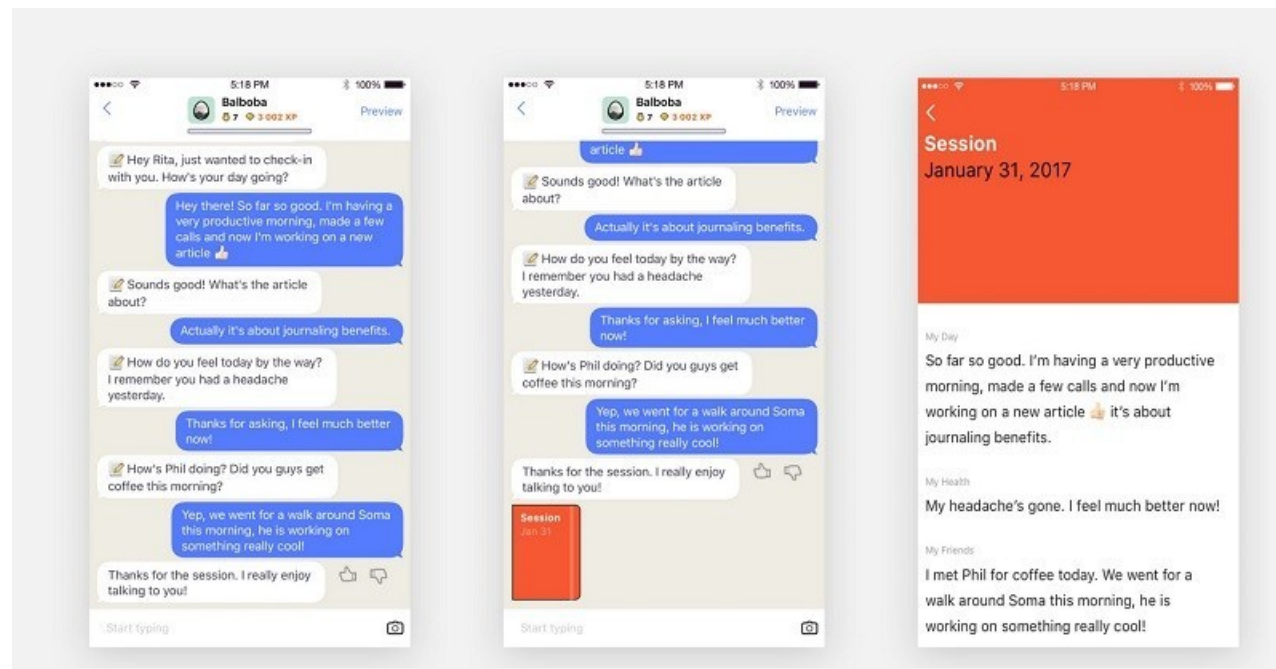 5:18 PM
100%
Balboba
7 3 002 XP
Preview
📝 Hey Rita, just wanted to check-in
with you. How's your day going?
Hey there! So far so good. I'm having a
very productive morning, made a few
calls and now I'm working on a new
article 👍🏻
📝 Sounds good! What's the article
about?
Actually it's about journaling benefits.
📝 How do you feel today by the way?
I remember you had a headache
yesterday.
Thanks for asking, I feel much better
now!
📝 How's Phil doing? Did you guys get
coffee this morning?
Yep, we went for a walk around Soma
this morning, he is working on
something really cool!
Thanks for the session. I really enjoy
talking to you!
Start typing
5:18 PM
100%
Balboba
7 3 002 XP
Preview
article 👍🏻
📝 Sounds good! What's the article
about?
Actually it's about journaling benefits.
📝 How do you feel today by the way?
I remember you had a headache
yesterday.
Thanks for asking, I feel much better
now!
📝 How's Phil doing? Did you guys get
coffee this morning?
Yep, we went for a walk around Soma
this morning, he is working on
something really cool!
Thanks for the session. I really enjoy
talking to you!
Session
Jan 31
Start typing
5:18 PM
100%
Session
January 31, 2017
My Day
So far so good. I'm having a very productive
morning, made a few calls and now I'm
working on a new article 👍🏻 it's about
journaling benefits.
My Health
My headache's gone. I feel much better now!
My Friends
I met Phil for coffee today. We went for a
walk around Soma this morning, he is
working on something really cool!